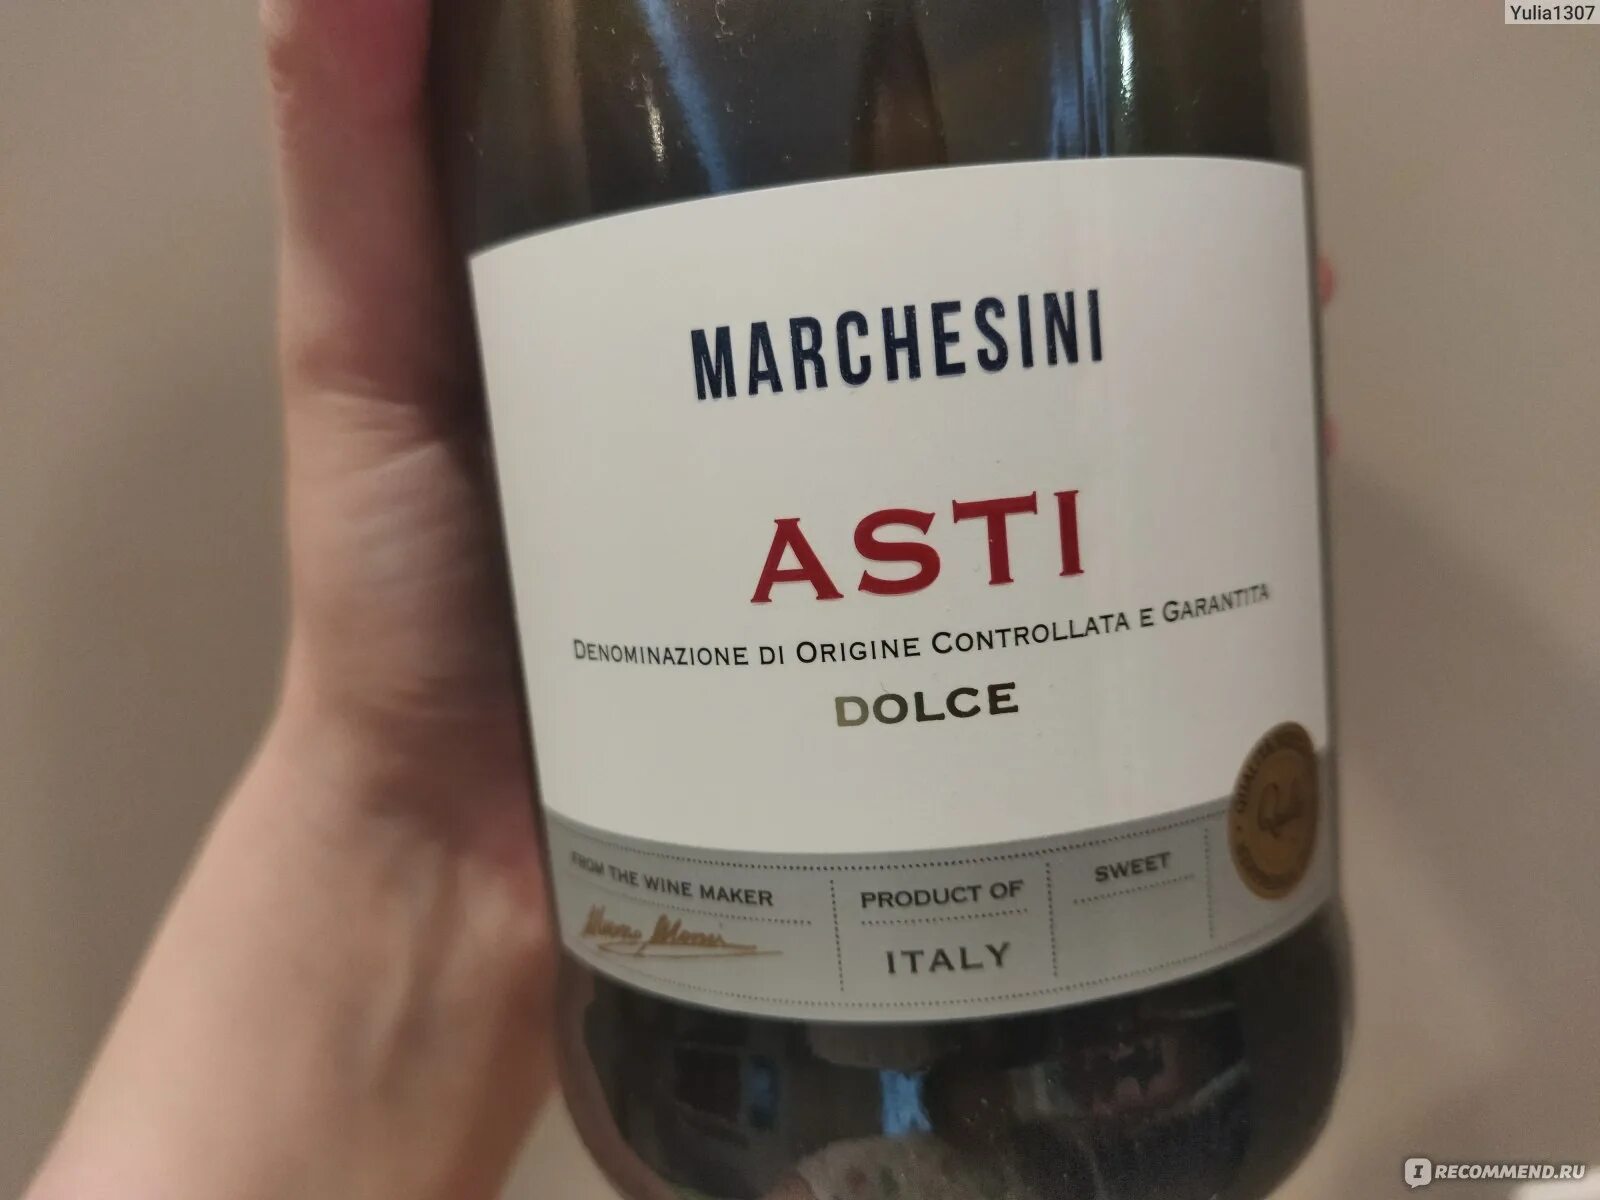 Yulia1307
MARCHESINI
ASTI
DENOMINAZIONE DI ORIGINE CONTROLLATA E GARANTITA
DOLCE
FROM THE WINE MAKER
PRODUCT OF
ITALY
SWEET
RECOMMEND.RU